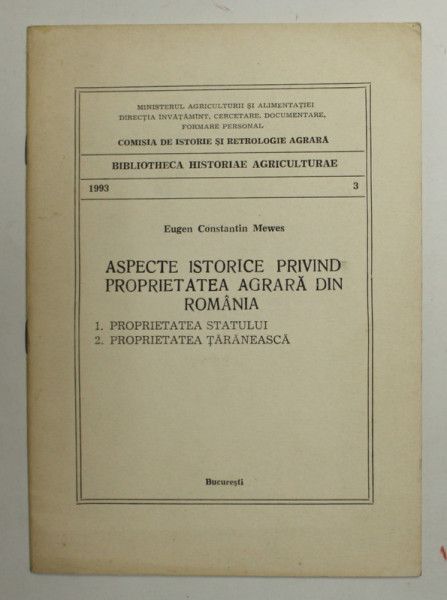 MINISTERUL AGRICULTURII ŞI ALIMENTAŢIEI
DIRECŢIA INVĂŢĂMÎNT, CERCETARE, DOCUMENTARE,
FORMARE PERSONAL
COMISIA DE ISTORIE ŞI RETROLOGIE AGRARĂ
BIBLIOTHECA HISTORIAE AGRICULTURAE
1993 3
Eugen Constantin Mewes
ASPECTE ISTORICE PRIVIND
PROPRIETATEA AGRARĂ DIN
ROMÂNIA
1. PROPRIETATEA STATULUI
2. PROPRIETATEA ŢĂRĂNEASCĂ
Bucureşti